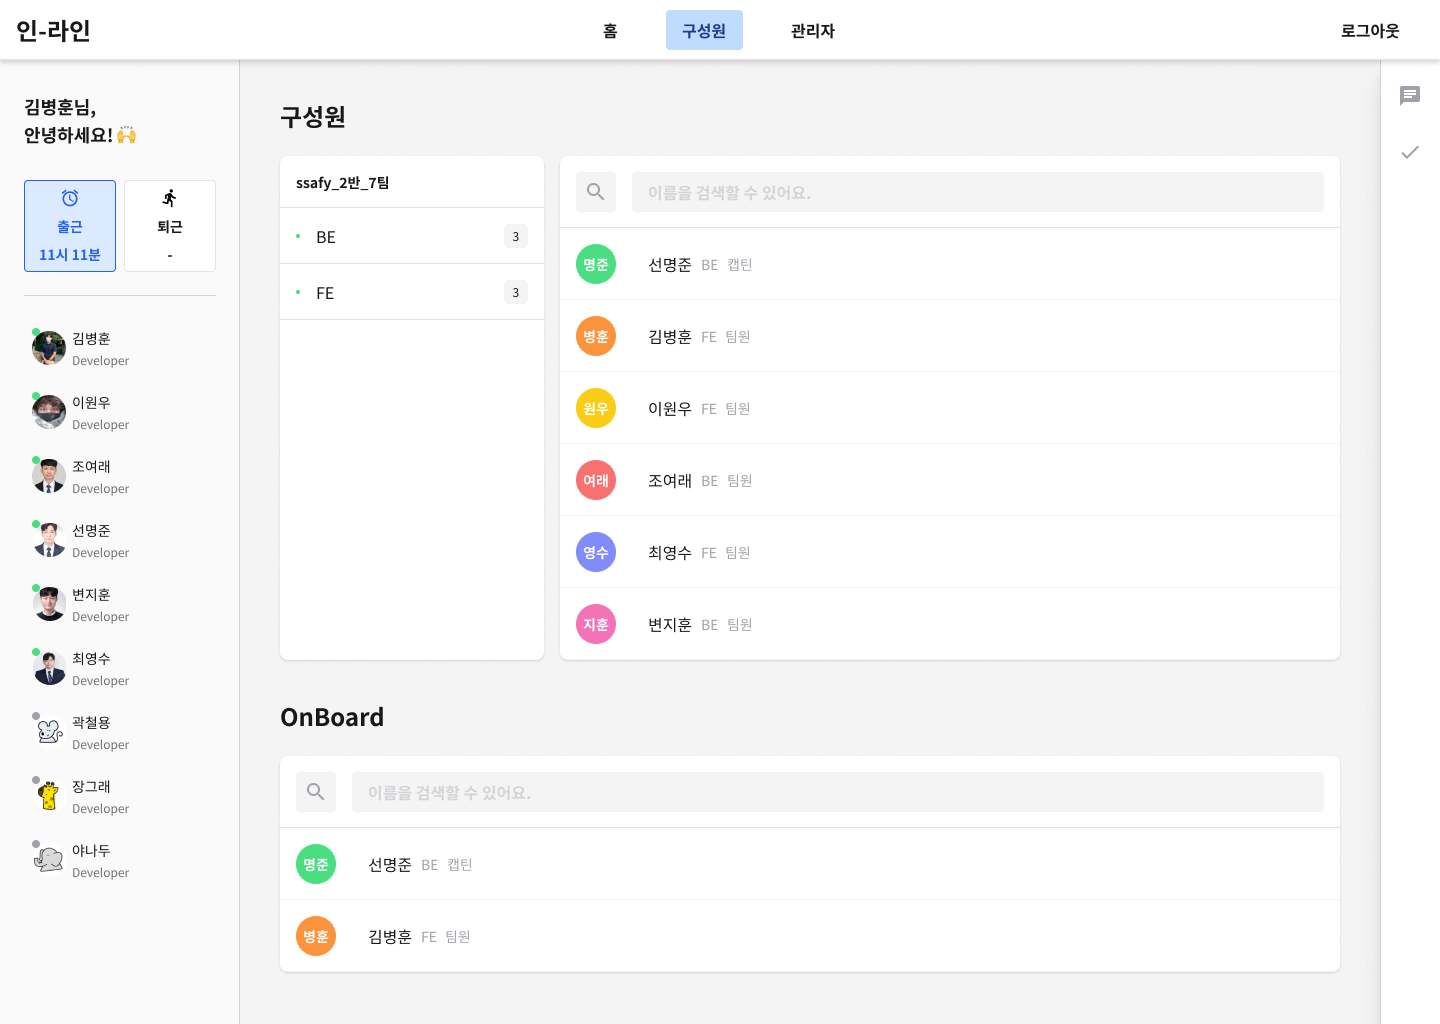 인-라인
홈
구성원
관리자
로그아웃
김병훈님,
안녕하세요! 🙌
출근
11시 11분
퇴근
-
김병훈
Developer
이원우
Developer
조여래
Developer
선명준
Developer
변지훈
Developer
최영수
Developer
곽철용
Developer
장그래
Developer
야나두
Developer
구성원
ssafy_2반_7팀
BE 3
FE 3
이름을 검색할 수 있어요.
명준 선명준 BE 캡틴
병훈 김병훈 FE 팀원
원우 이원우 FE 팀원
여래 조여래 BE 팀원
영수 최영수 FE 팀원
지훈 변지훈 BE 팀원
OnBoard
이름을 검색할 수 있어요.
명준 선명준 BE 캡틴
병훈 김병훈 FE 팀원